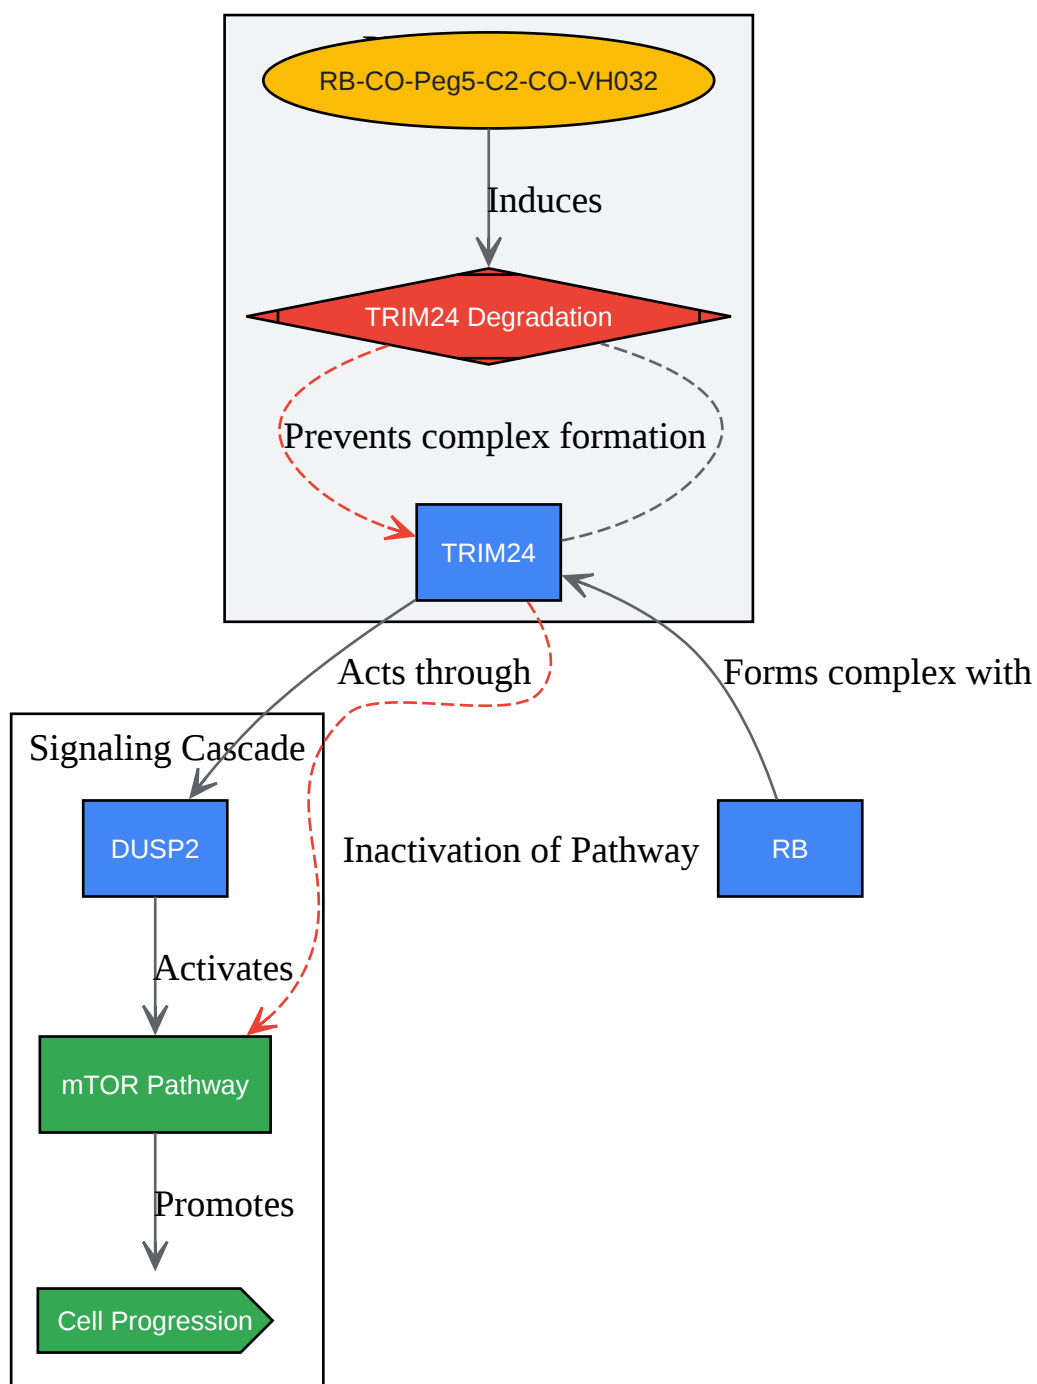 RB-CO-Peg5-C2-CO-VH032
Induces
TRIM24 Degradation
Prevents complex formation
TRIM24
Acts through
Forms complex with
Signaling Cascade
DUSP2
Inactivation of Pathway
RB
Activates
mTOR Pathway
Promotes
Cell Progression